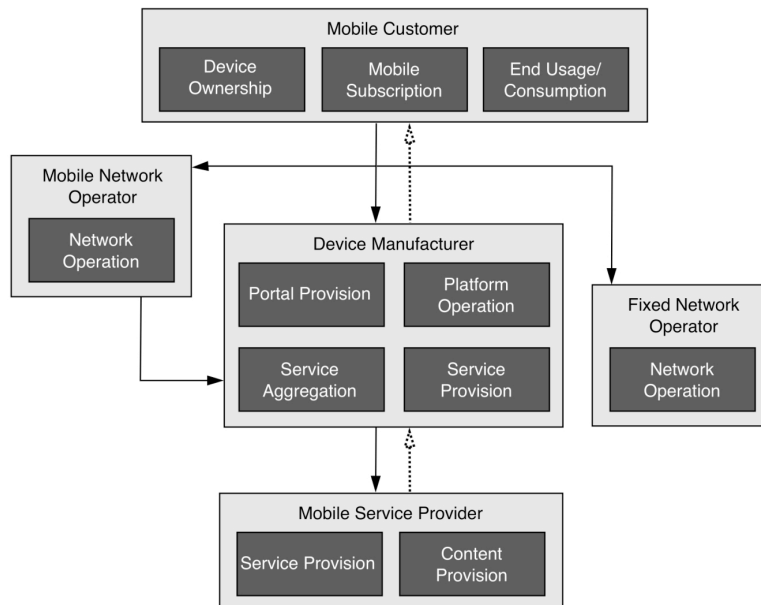 Mobile Customer
Device
Ownership
Mobile
Subscription
End Usage/
Consumption
Mobile Network
Operator
Network
Operation
Device Manufacturer
Portal Provision
Platform
Operation
Service
Aggregation
Service
Provision
Fixed Network
Operator
Network
Operation
Mobile Service Provider
Service Provision
Content
Provision